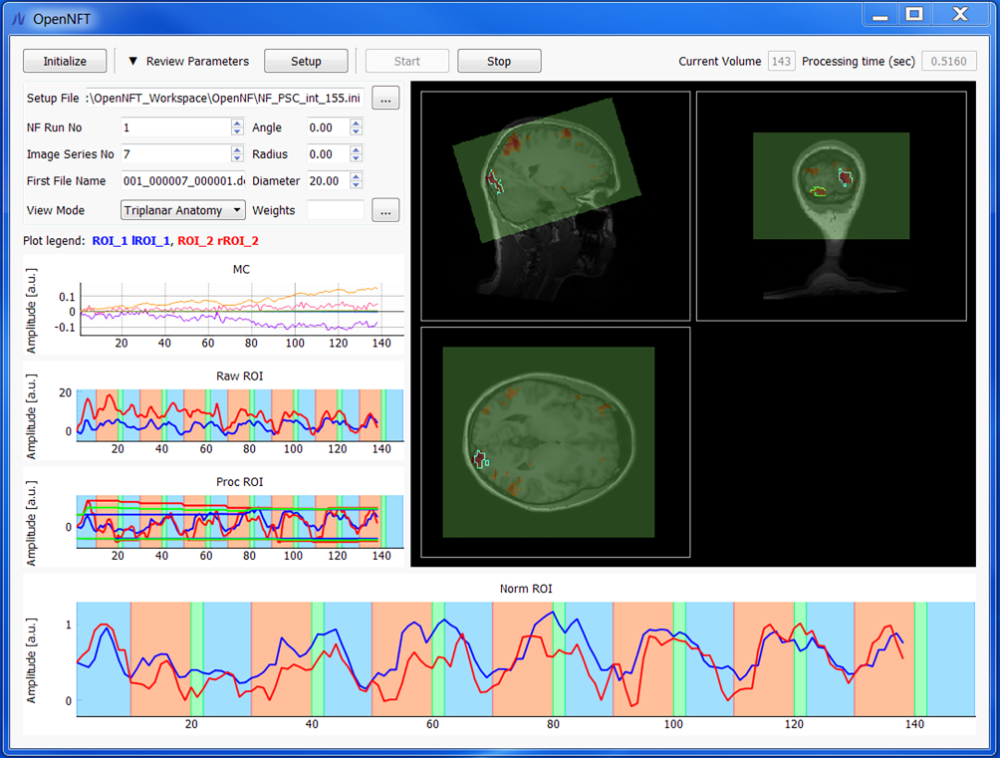 OpenNFT
Initialize ▼ Review Parameters Setup Start Stop Current Volume 143 Processing time (sec) 0.5160
Setup File :\OpenNFT_Workspace\OpenNF\NF_PSC_int_155.ini ...
NF Run No 1 Angle 0.00
Image Series No 7 Radius 0.00
First File Name 001_000007_000001.d Diameter 20.00
View Mode Triplanar Anatomy Weights ...
Plot legend: ROI_1 lROI_1, ROI_2 rROI_2
MC
Amplitude [a.u.]
0.1
0
-0.1
20 40 60 80 100 120 140
Raw ROI
Amplitude [a.u.]
20
0
20 40 60 80 100 120 140
Proc ROI
Amplitude [a.u.]
0
20 40 60 80 100 120 140
Norm ROI
Amplitude [a.u.]
1
0
20 40 60 80 100 120 140